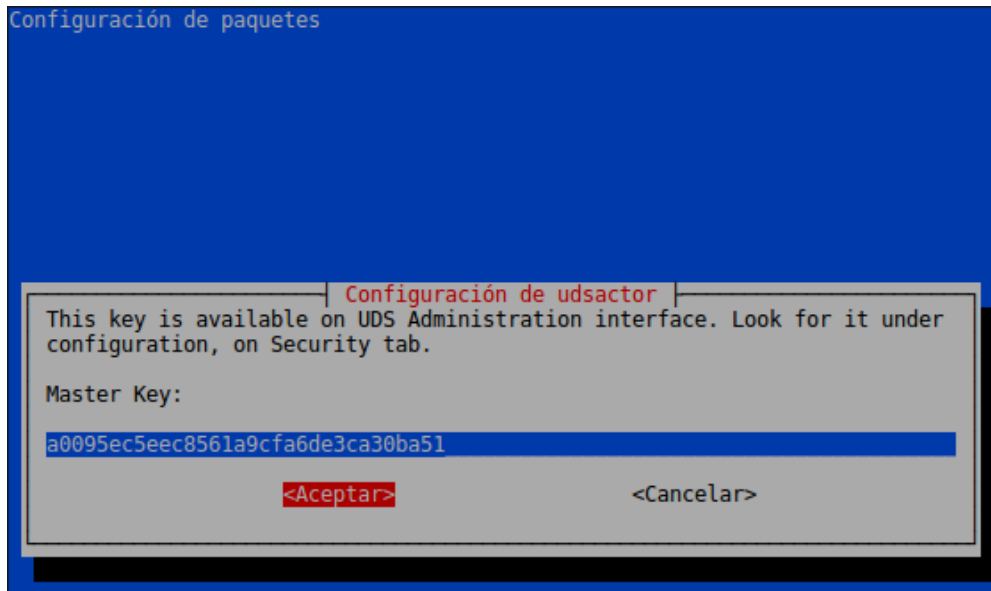 Configuración de paquetes
Configuración de udsactor
This key is available on UDS Administration interface. Look for it under
configuration, on Security tab.
Master Key:
a0095ec5eec8561a9cfa6de3ca30ba51
<Aceptar> <Cancelar>